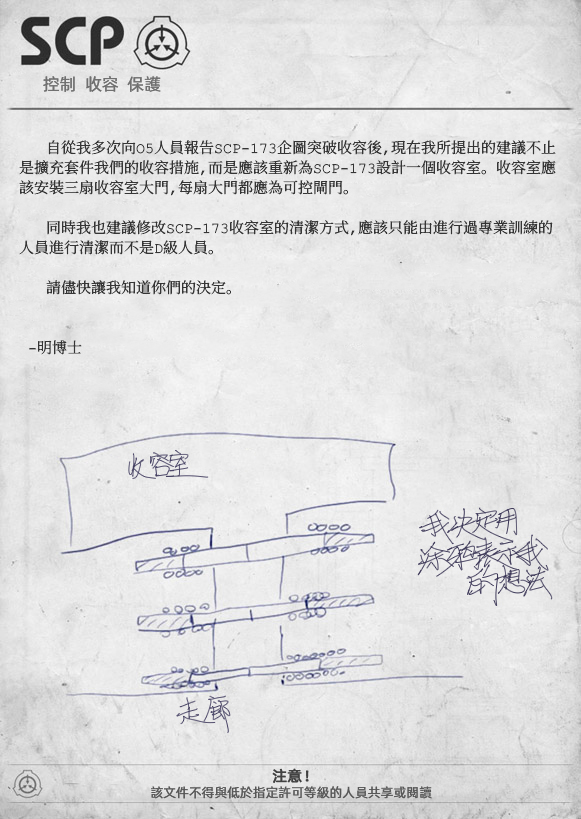 SCP
控制 收容 保護
自從我多次向O5人員報告SCP-173企圖突破收容後,現在我所提出的建議不止
是擴充套件我們的收容措施,而是應該重新為SCP-173設計一個收容室。收容室應
該安裝三扇收容室大門,每扇大門都應為可控閘門。
同時我也建議修改SCP-173收容室的清潔方式,應該只能由進行過專業訓練的
人員進行清潔而不是D級人員。
請儘快讓我知道你們的決定。
-明博士
收容室
我决定用
涂鸦表示我
的想法
走廊
注意!
該文件不得與低於指定許可等級的人員共享或閱讀